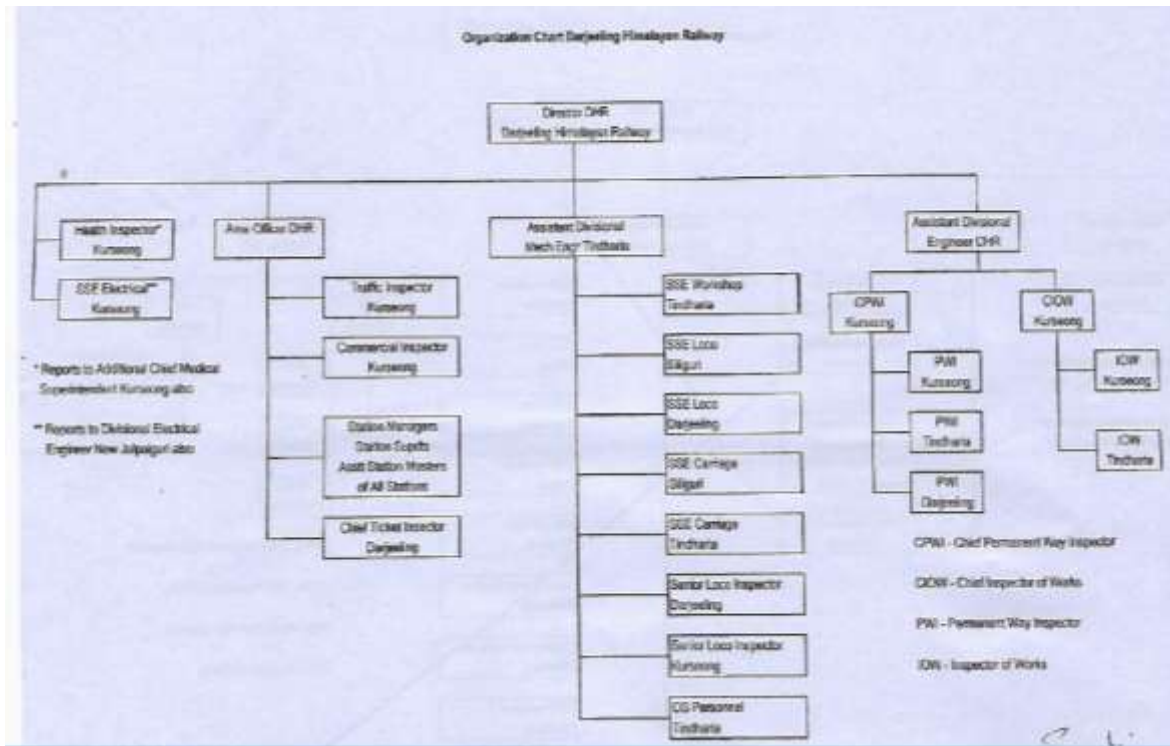 Organization Chart Darjeeling Himalayan Railway
Director DHR
Darjeeling Himalayan Railway
Health Inspector*
Kurseong
SSE Electrical**
Kurseong
* Reports to Additional Chief Medical
Superintendent Kurseong also
** Reports to Divisional Electrical
Engineer New Jalpaiguri also
Area Officer DHR
Traffic Inspector
Kurseong
Commercial Inspector
Kurseong
Station Managers
Station Supdts
Asstt Station Masters
of All Stations
Chief Ticket Insector
Darjeeling
Assistant Divisional
Mech Engr Tindharia
SSE Workshop
Tindharia
SSE Loco
Siliguri
SSE Loco
Darjeeling
SSE Carriage
Siliguri
SSE Carriage
Tindharia
Senior Loco Inspector
Darjeeling
Senior Loco Inspector
Kurseong
OS Personnel
Tindharia
Assistant Divisional
Engineer DHR
CPWI
Kurseong
PWI
Kurseong
PWI
Tindharia
PWI
Darjeeling
CIOW
Kurseong
IOW
Kurseong
IOW
Tindharia
CPWI - Chief Permanent Way Inspector
CIOW - Chief Inspector of Works
PWI - Permanent Way Inspector
IOW - Inspector of Works